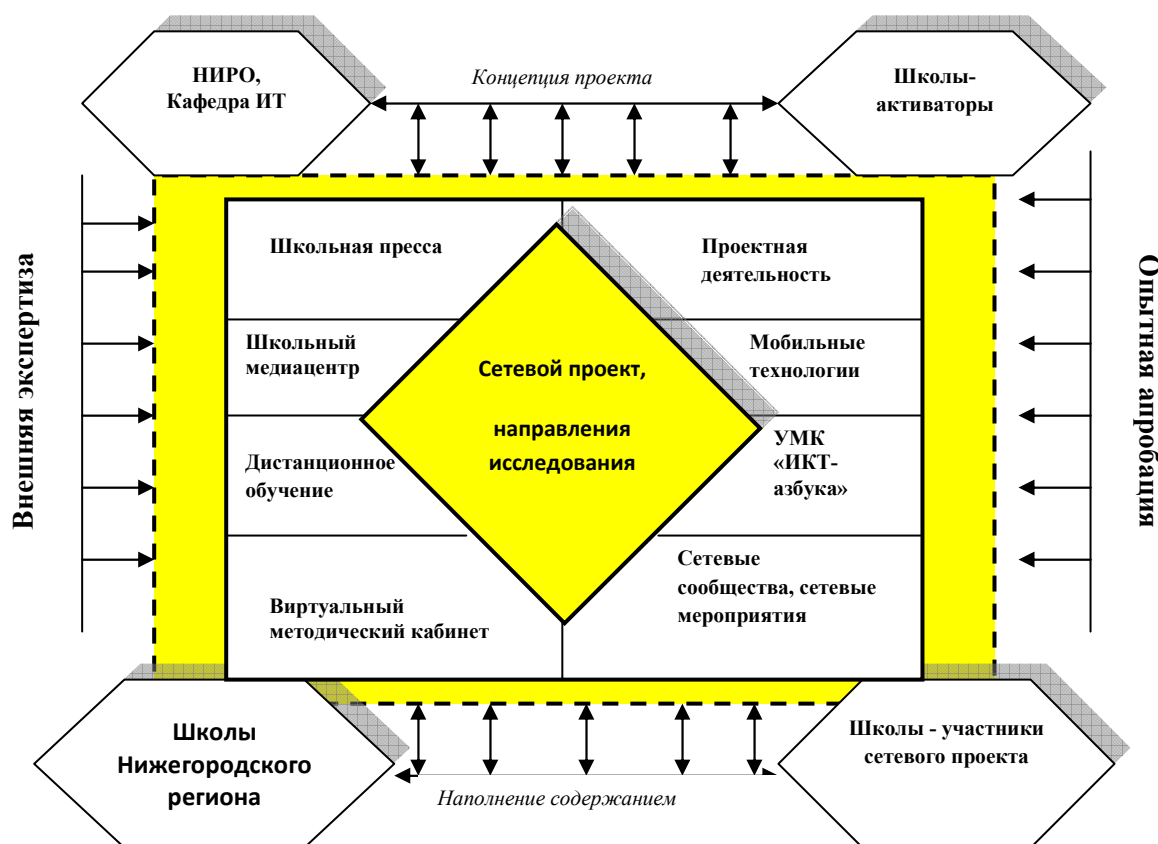 НИРО,
Кафедра ИТ
Концепция проекта
Школы-
активаторы
Внешняя экспертиза
Школьная пресса
Проектная
деятельность
Школьный
медиацентр
Мобильные
технологии
Сетевой проект,
направления
исследования
Дистанционное
обучение
УМК
«ИКТ-
азбука»
Виртуальный
методический кабинет
Сетевые
сообщества, сетевые
мероприятия
Опытная апробация
Школы
Нижегородского
региона
Наполнение содержанием
Школы - участники
сетевого проекта